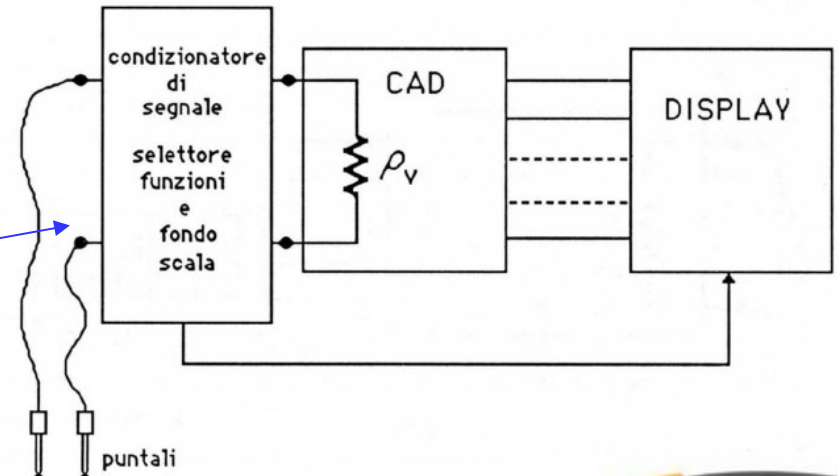 condizionatore
di
segnale
selettore
funzioni
e
fondo
scala
CAD
ρv
DISPLAY
puntali